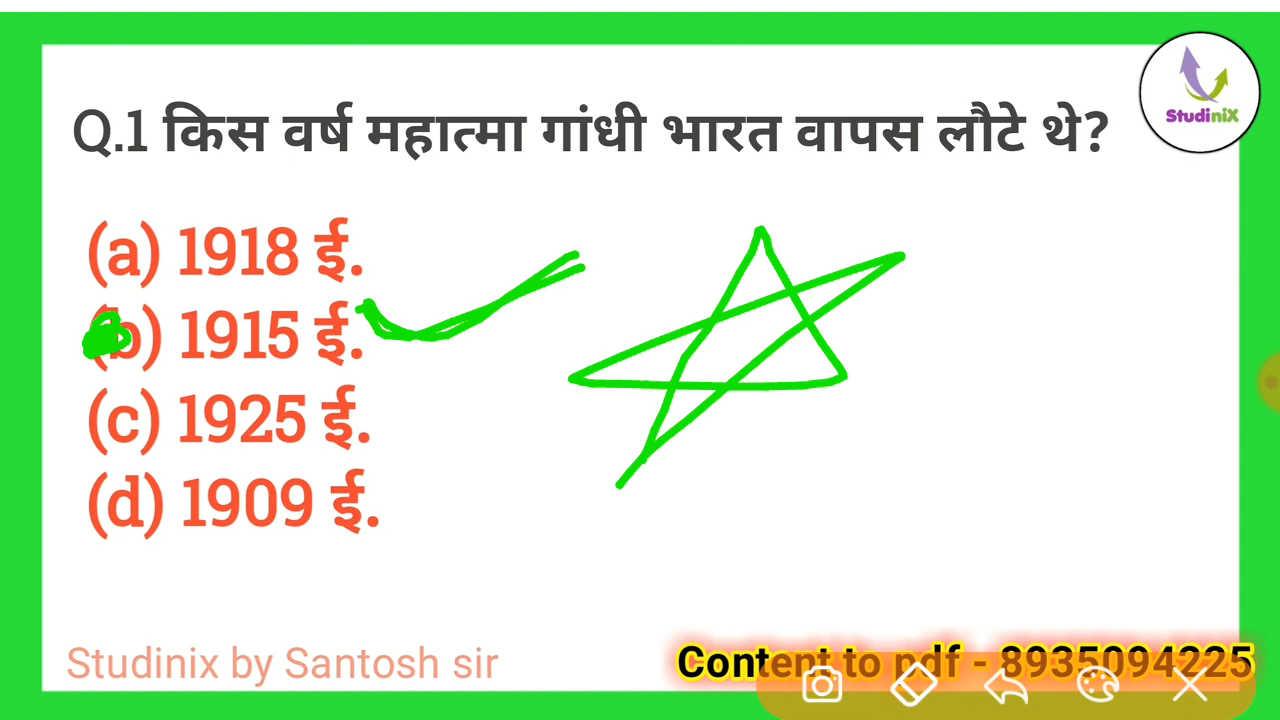 StudiniX
Q.1 किस वर्ष महात्मा गांधी भारत वापस लौटे थे?
(a) 1918 ई.
(b) 1915 ई.
(c) 1925 ई.
(d) 1909 ई.
Studinix by Santosh sir
Content to pdf - 8935094225